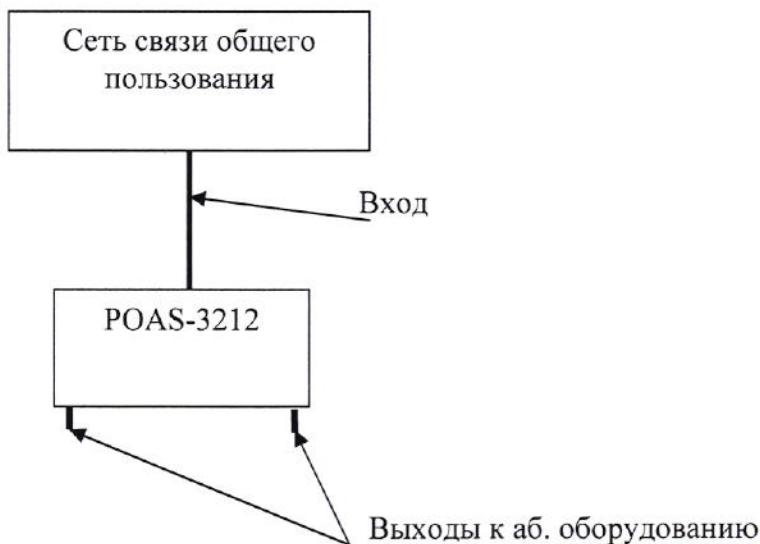 Сеть связи общего
пользования
Вход
POAS-3212
Выходы к аб. оборудованию